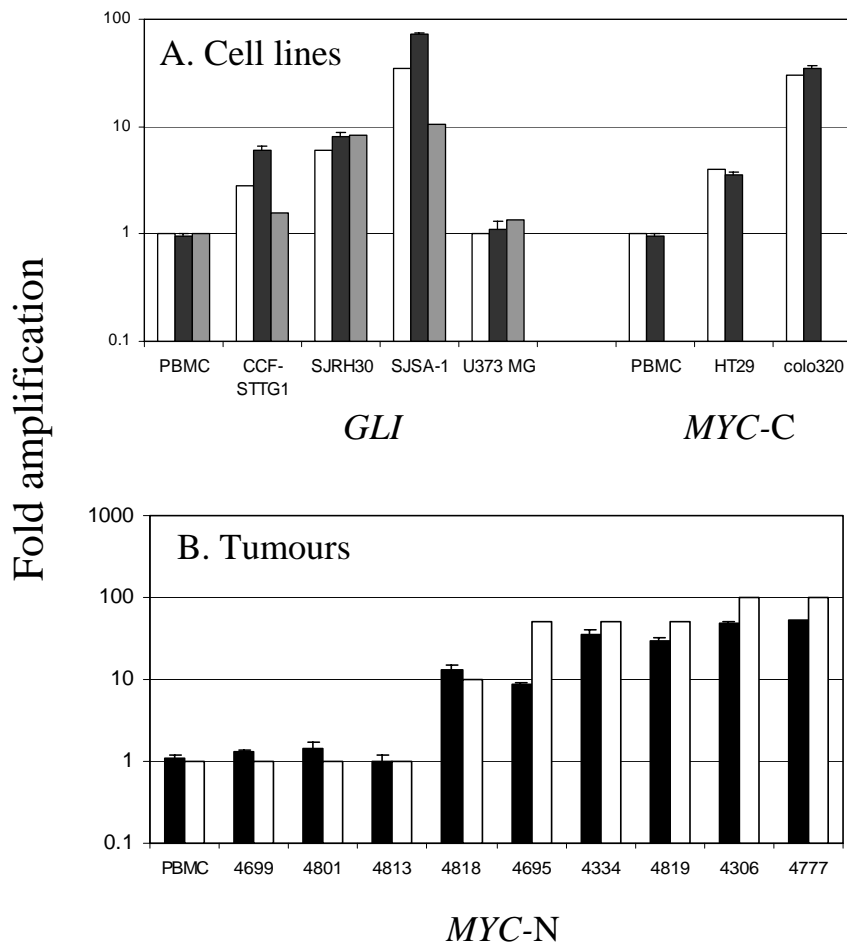 Fold amplification
A. Cell lines
100
10
1
0.1
PBMC
CCF-
STTG1
SJRH30
SJSA-1
U373 MG
PBMC
HT29
colo320
GLI
MYC-C
B. Tumours
1000
100
10
1
0.1
PBMC
4699
4801
4813
4818
4695
4334
4819
4306
4777
MYC-N